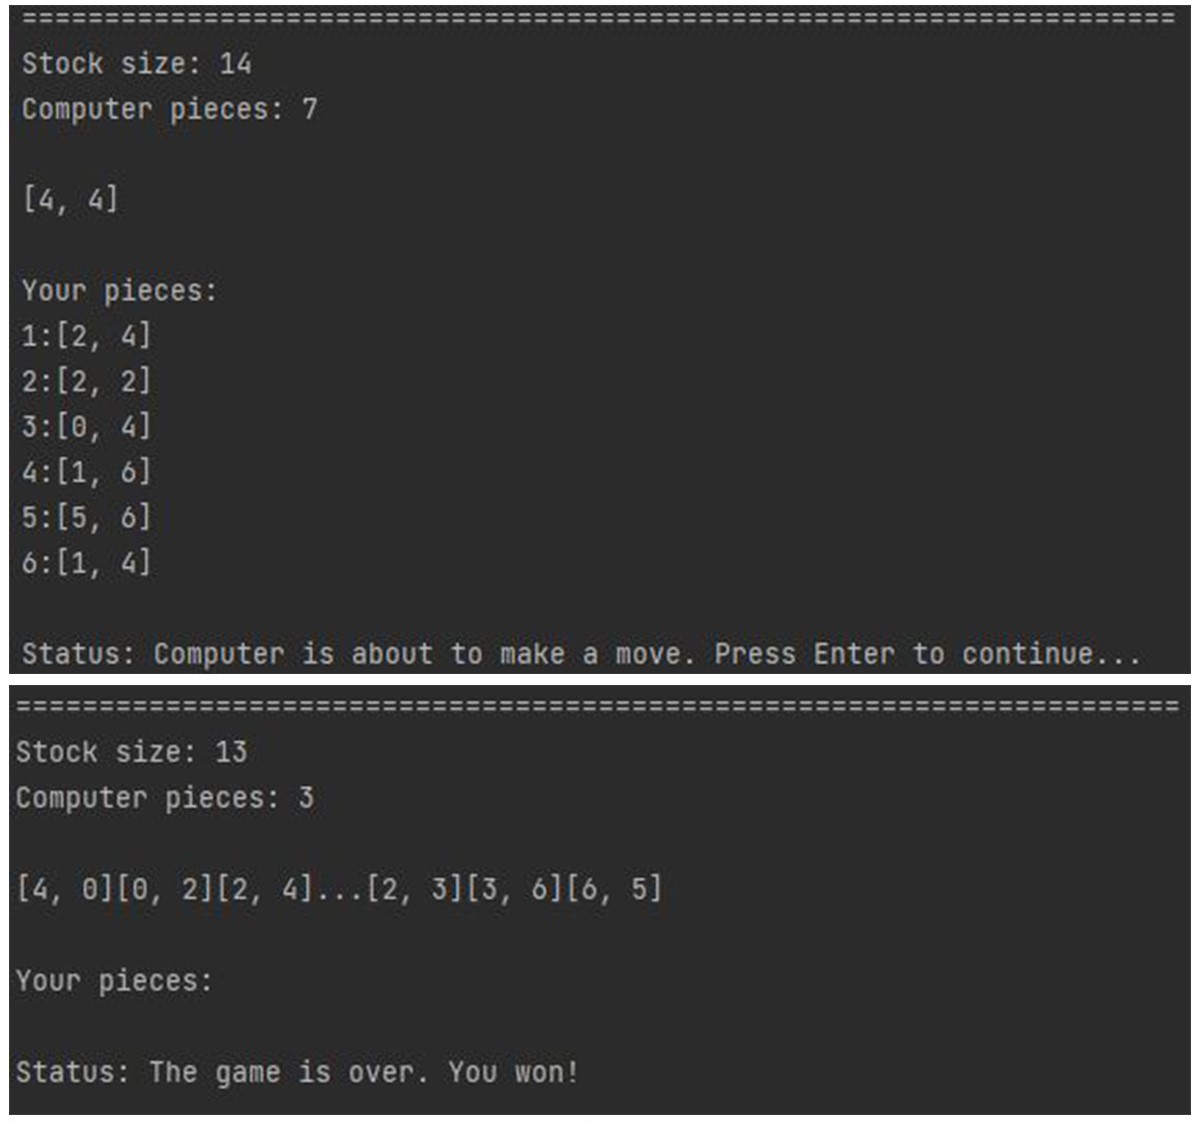 ======================================================================
Stock size: 14
Computer pieces: 7
[4, 4]
Your pieces:
1:[2, 4]
2:[2, 2]
3:[0, 4]
4:[1, 6]
5:[5, 6]
6:[1, 4]
Status: Computer is about to make a move. Press Enter to continue...
======================================================================
Stock size: 13
Computer pieces: 3
[4, 0][0, 2][2, 4]...[2, 3][3, 6][6, 5]
Your pieces:
Status: The game is over. You won!